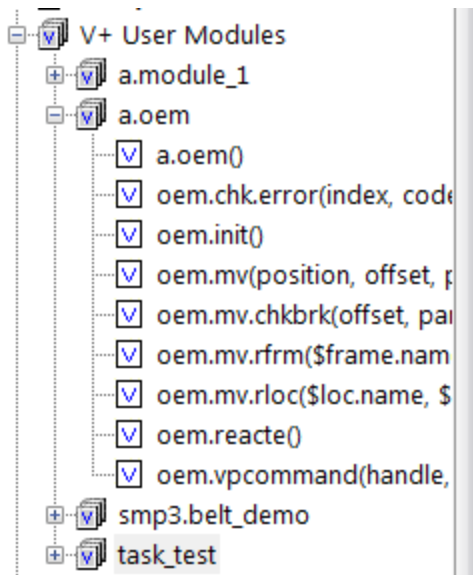 V+ User Modules
a.module_1
a.oem
a.oem()
oem.chk.error(index, code
oem.init()
oem.mv(position, offset, p
oem.mv.chkbrk(offset, par
oem.mv.rfrm($frame.nam
oem.mv.rloc($loc.name, $
oem.reacte()
oem.vpcommand(handle,
smp3.belt_demo
task_test